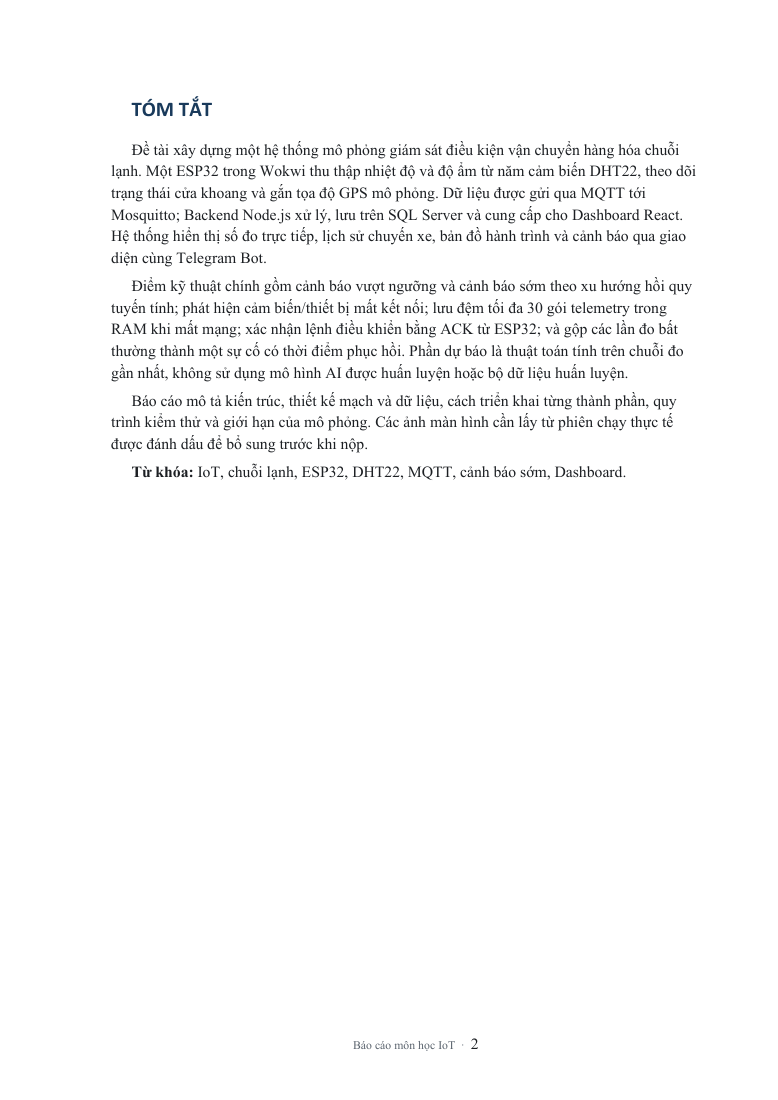 TÓM TẮT
Đề tài xây dựng một hệ thống mô phỏng giám sát điều kiện vận chuyển hàng hóa chuỗi
lạnh. Một ESP32 trong Wokwi thu thập nhiệt độ và độ ẩm từ năm cảm biến DHT22, theo dõi
trạng thái cửa khoang và gắn tọa độ GPS mô phỏng. Dữ liệu được gửi qua MQTT tới
Mosquitto; Backend Node.js xử lý, lưu trên SQL Server và cung cấp cho Dashboard React.
Hệ thống hiển thị số đo trực tiếp, lịch sử chuyến xe, bản đồ hành trình và cảnh báo qua giao
diện cùng Telegram Bot.
Điểm kỹ thuật chính gồm cảnh báo vượt ngưỡng và cảnh báo sớm theo xu hướng hồi quy
tuyến tính; phát hiện cảm biến/thiết bị mất kết nối; lưu đệm tối đa 30 gói telemetry trong
RAM khi mất mạng; xác nhận lệnh điều khiển bằng ACK từ ESP32; và gộp các lần đo bất
thường thành một sự cố có thời điểm phục hồi. Phần dự báo là thuật toán tính trên chuỗi đo
gần nhất, không sử dụng mô hình AI được huấn luyện hoặc bộ dữ liệu huấn luyện.
Báo cáo mô tả kiến trúc, thiết kế mạch và dữ liệu, cách triển khai từng thành phần, quy
trình kiểm thử và giới hạn của mô phỏng. Các ảnh màn hình cần lấy từ phiên chạy thực tế
được đánh dấu để bổ sung trước khi nộp.
Từ khóa: IoT, chuỗi lạnh, ESP32, DHT22, MQTT, cảnh báo sớm, Dashboard.
Báo cáo môn học IoT · 2